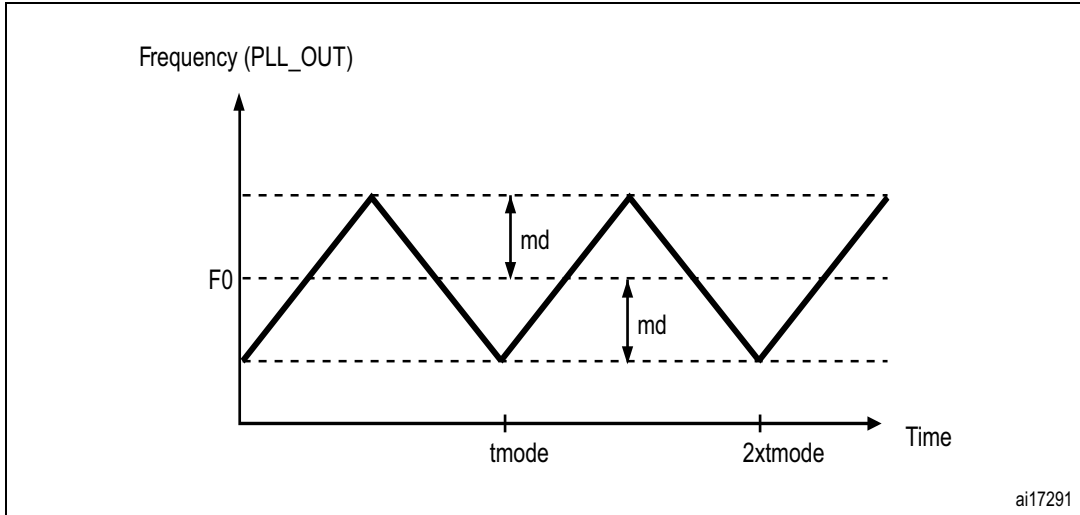 Frequency (PLL_OUT)
md
F0
md
tmode
2xtmode
Time
ai17291